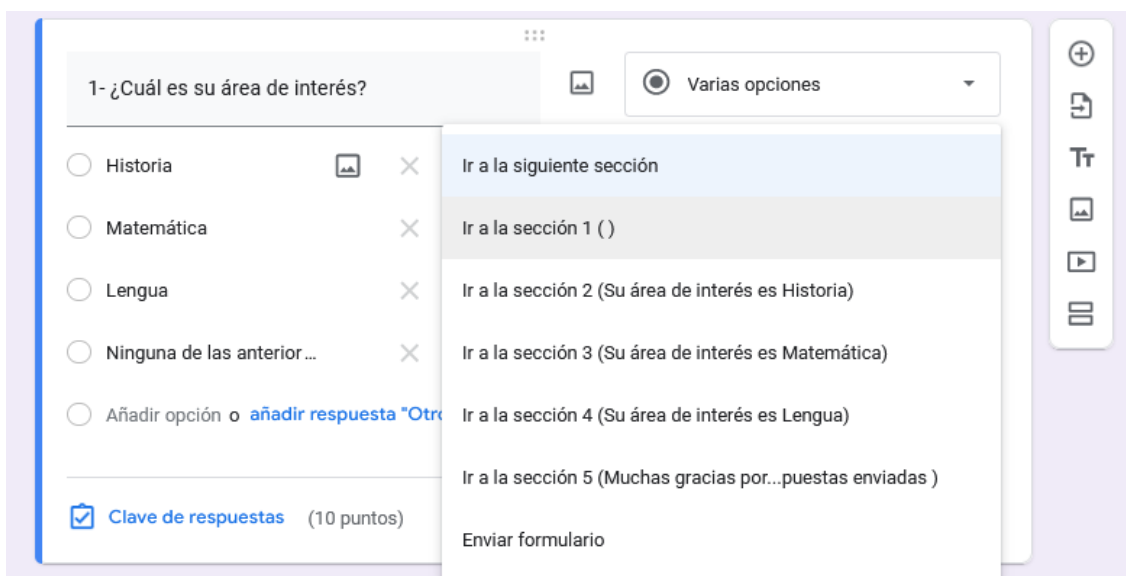 1- ¿Cuál es su área de interés?
Varias opciones
Historia
Ir a la siguiente sección
Matemática
Ir a la sección 1 ( )
Lengua
Ir a la sección 2 (Su área de interés es Historia)
Ninguna de las anterior...
Ir a la sección 3 (Su área de interés es Matemática)
Añadir opción o añadir respuesta "Otro
Ir a la sección 4 (Su área de interés es Lengua)
Ir a la sección 5 (Muchas gracias por...puestas enviadas )
Clave de respuestas (10 puntos)
Enviar formulario
Tт